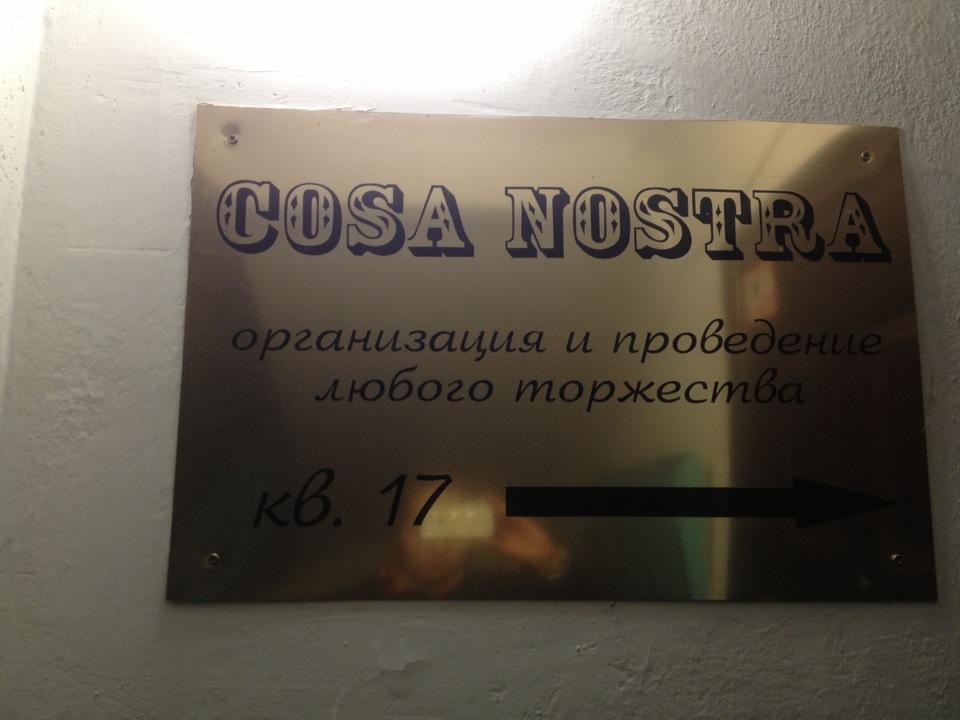 COSA NOSTRA
организация и проведение
любого торжества
кв. 17